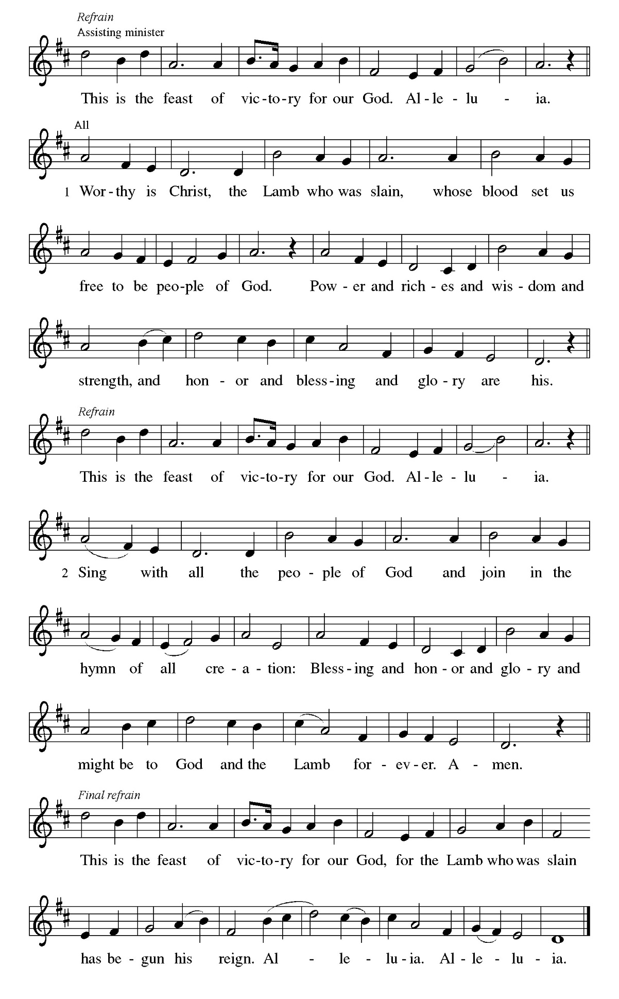 Refrain
Assisting minister
This is the feast of vic-to-ry for our God. Al-le-lu-ia.
All
1 Wor-thy is Christ, the Lamb who was slain, whose blood set us
free to be peo-ple of God. Pow-er and rich-es and wis-dom and
strength, and hon-or and bless-ing and glo-ry are his.
Refrain
This is the feast of vic-to-ry for our God. Al-le-lu-ia.
2 Sing with all the peo-ple of God and join in the
hymn of all cre-a-tion: Bless-ing and hon-or and glo-ry and
might be to God and the Lamb for-ev-er. A-men.
Final refrain
This is the feast of vic-to-ry for our God, for the Lamb who was slain
has be-gun his reign. Al-le-lu-ia. Al-le-lu-ia.